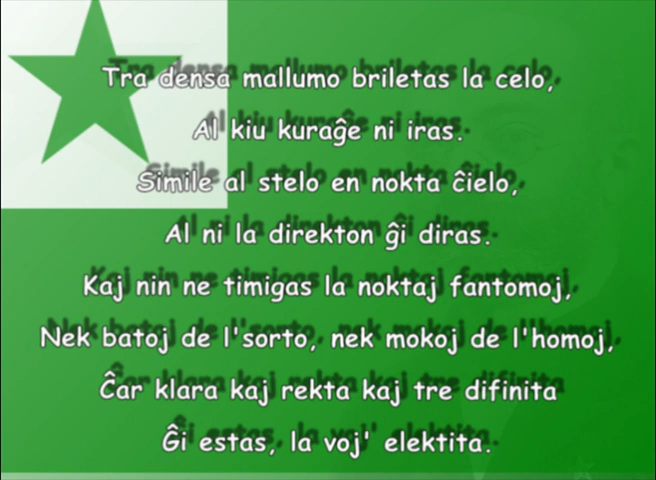 Tra densa mallumo briletas la celo,
Al kiu kuraĝe ni iras.
Simile al stelo en nokta ĉielo,
Al ni la direkton ĝi diras.
Kaj nin ne timigas la noktaj fantomoj,
Nek batoj de l'sorto, nek mokoj de l'homoj,
Ĉar klara kaj rekta kaj tre difinita
Ĝi estas, la voj' elektita.